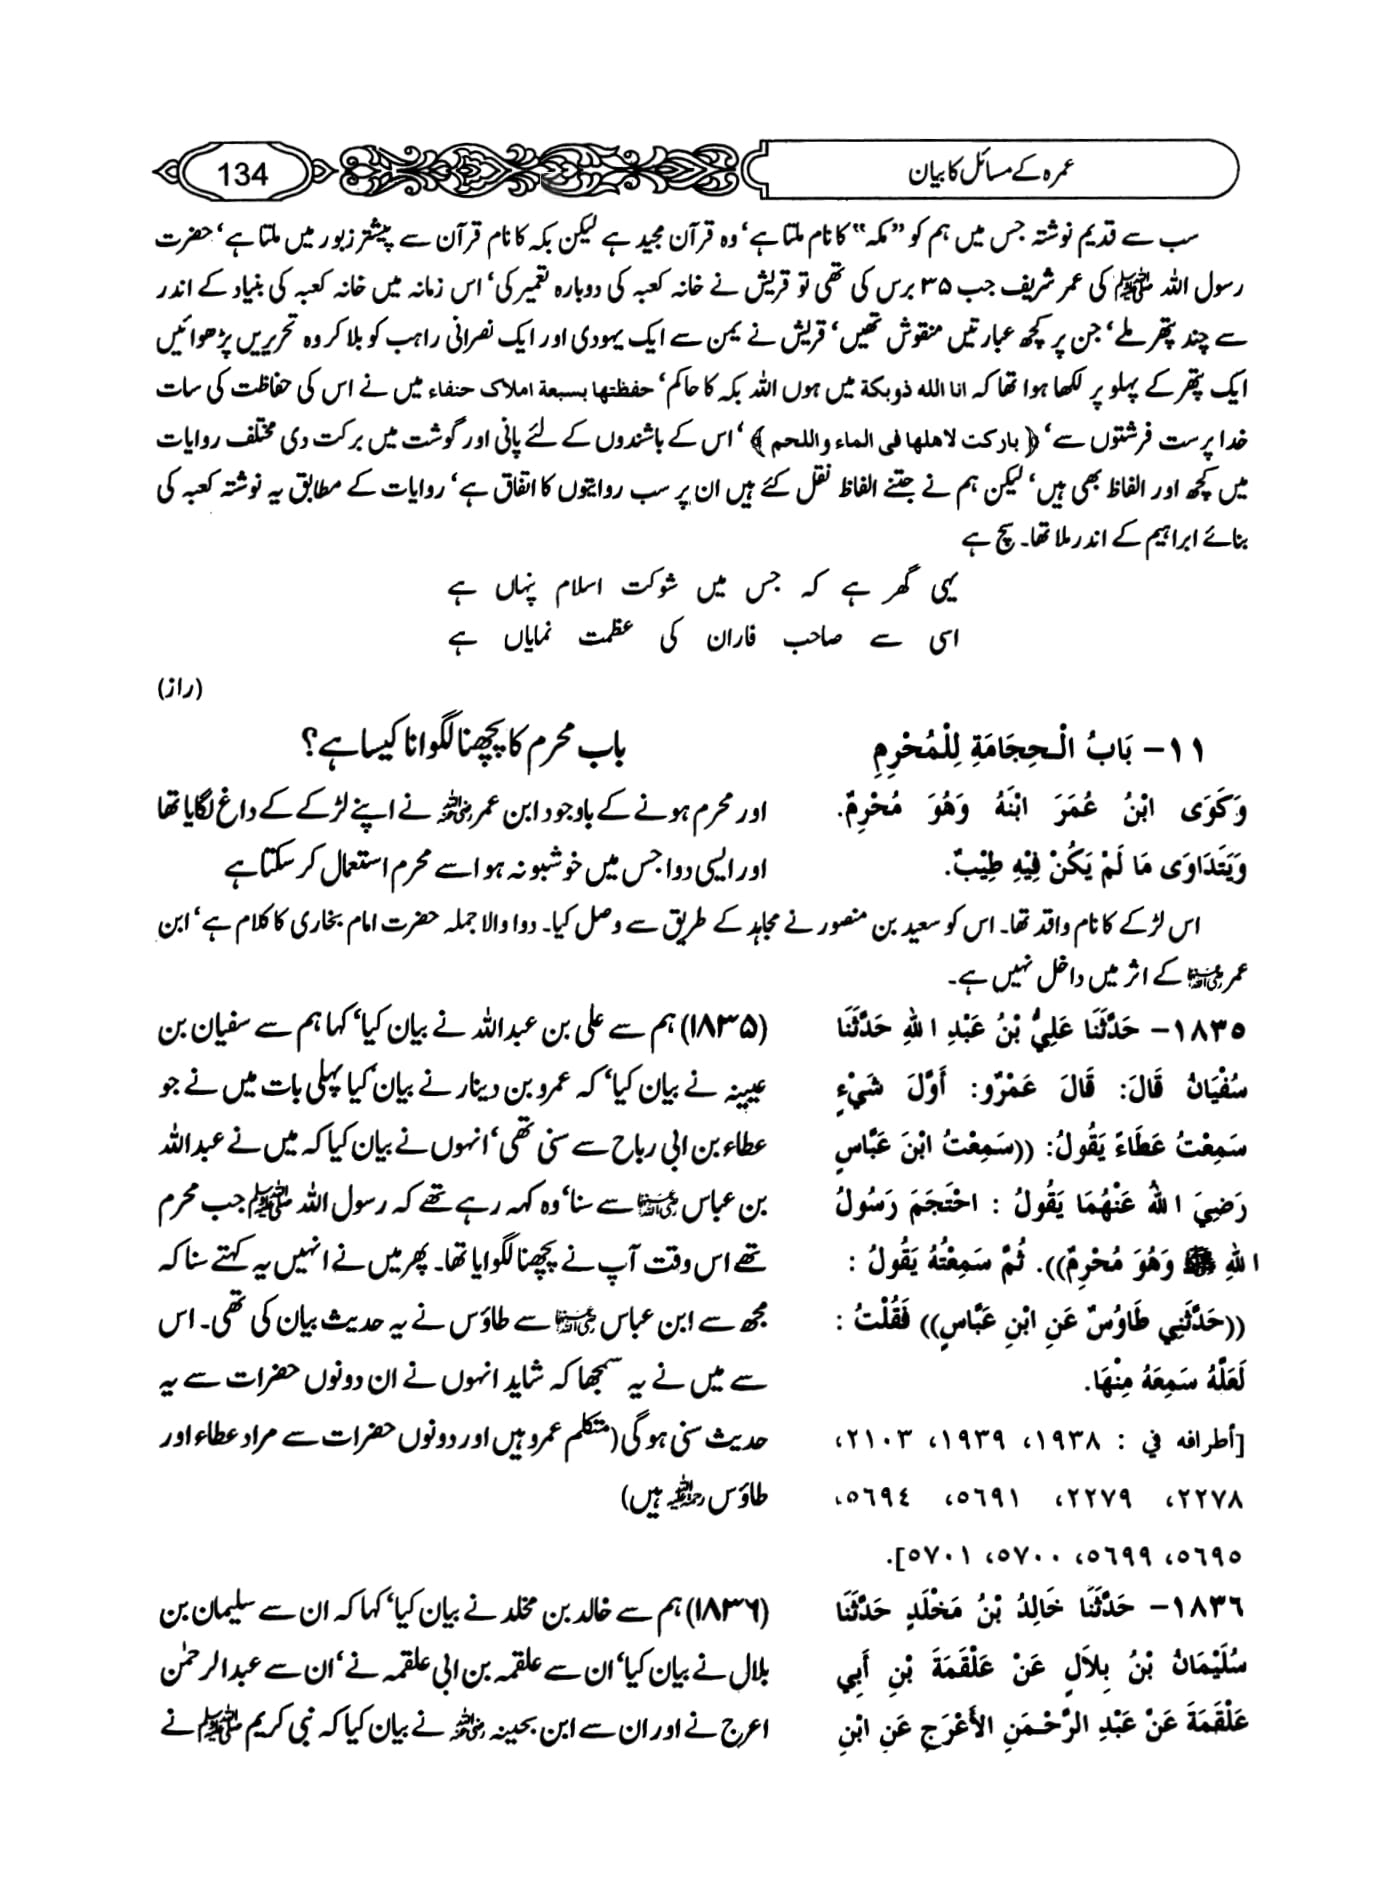 عمرہ کے مسائل کا بیان
134
سب سے قدیم نوشتہ جس میں ہم کو ”مکہ“ کا نام ملتا ہے‘ وہ قرآن مجید ہے لیکن بکہ کا نام قرآن سے پیشتر زبور میں ملتا ہے‘ حضرت
رسول اللہ ﷺ کی عمر شریف جب ۳۵ برس کی تھی تو قریش نے خانہ کعبہ کی دوبارہ تعمیر کی‘ اس زمانہ میں خانہ کعبہ کی بنیاد کے اندر
سے چند پتھر ملے‘ جن پر کچھ عبارتیں منقوش تھیں‘ قریش نے یمن سے ایک یہودی اور ایک نصرانی راہب کو بلا کر وہ تحریریں پڑھوائیں
ایک پتھر کے پہلو پر لکھا ہوا تھا کہ انا الله ذوبكة میں ہوں اللہ بکہ کا حاکم‘ حفظتها بسبعة املاک حنفاء میں نے اس کی حفاظت کی سات
خدا پرست فرشتوں سے‘ ﴿ بارکت لاهلها فی الماء واللحم ﴾‘ اس کے باشندوں کے لئے پانی اور گوشت میں برکت دی مختلف روایات
میں کچھ اور الفاظ بھی ہیں‘ لیکن ہم نے جتنے الفاظ نقل کئے ہیں ان پر سب روایتوں کا اتفاق ہے‘ روایات کے مطابق یہ نوشتہ کعبہ کی
بنائے ابراہیم کے اندر ملا تھا۔ سچ ہے
یہی گھر ہے کہ جس میں شوکت اسلام پنہاں ہے
اسی سے صاحب فاران کی عظمت نمایاں ہے
(راز)
١١- بَابُ الْحِجَامَةِ لِلْمُحْرِمِ
وَكَوَى ابْنُ عُمَرَ ابْنَهُ وَهُوَ مُحْرِمٌ.
وَيَتَدَاوَى مَا لَمْ يَكُنْ فِيْهِ طِيْبٌ.
باب محرم کا پچھنا لگوانا کیسا ہے؟
اور محرم ہونے کے باوجود ابن عمر رضی اللہ عنہ نے اپنے لڑکے کے داغ لگایا تھا
اور ایسی دوا جس میں خوشبو نہ ہو اسے محرم استعمال کر سکتا ہے
اس لڑکے کا نام واقد تھا۔ اس کو سعید بن منصور نے مجاہد کے طریق سے وصل کیا۔ دوا والا جملہ حضرت امام بخاری کا کلام ہے‘ ابن
عمر رضی اللہ عنہما کے اثر میں داخل نہیں ہے۔
١٨٣٥- حَدَّثَنَا عَلِيُّ بْنُ عَبْدِ اللهِ حَدَّثَنَا
سُفْيَانُ قَالَ: قَالَ عَمْرٌو: أَوَّلَ شَيْءٍ
سَمِعْتُ عَطَاءً يَقُولُ: ((سَمِعْتُ ابْنَ عَبَّاسٍ
رَضِيَ اللهُ عَنْهُمَا يَقُولُ : احْتَجَمَ رَسُولُ
اللهِ ﷺ وَهُوَ مُحْرِمٌ)). ثُمَّ سَمِعْتُهُ يَقُولُ :
((حَدَّثَنِي طَاوُسٌ عَنِ ابْنِ عَبَّاسٍ)) فَقُلْتُ :
لَعَلَّهُ سَمِعَهُ مِنْهَا.
[أطرافه في : ١٩٣٨، ١٩٣٩، ٢١٠٣،
٢٢٧٨، ٢٢٧٩، ٥٦٩١، ٥٦٩٤،
٥٦٩٥، ٥٦٩٩، ٥٧٠٠، ٥٧٠١].
(۱۸۳۵) ہم سے علی بن عبداللہ نے بیان کیا‘ کہا ہم سے سفیان بن
عیینہ نے بیان کیا‘ کہ عمرو بن دینار نے بیان کیا پہلی بات میں نے جو
عطاء بن ابی رباح سے سنی تھی‘ انہوں نے بیان کیا کہ میں نے عبداللہ
بن عباس رضی اللہ عنہما سے سنا‘ وہ کہہ رہے تھے کہ رسول اللہ ﷺ جب محرم
تھے اس وقت آپ نے پچھنا لگوایا تھا۔ پھر میں نے انہیں یہ کہتے سنا کہ
مجھ سے ابن عباس رضی اللہ عنہما سے طاؤس نے یہ حدیث بیان کی تھی۔ اس
سے میں نے یہ سمجھا کہ شاید انہوں نے ان دونوں حضرات سے یہ
حدیث سنی ہو گی (متکلم عمرو ہیں اور دونوں حضرات سے مراد عطاء اور
طاؤس رحمۃ اللہ علیہ ہیں)
١٨٣٦- حَدَّثَنَا خَالِدُ بْنُ مَخْلَدٍ حَدَّثَنَا
سُلَيْمَانُ بْنُ بِلَالٍ عَنْ عَلْقَمَةَ بْنِ أَبِي
عَلْقَمَةَ عَنْ عَبْدِ الرَّحْمَنِ الأَعْرَجِ عَنِ ابْنِ
(۱۸۳۶) ہم سے خالد بن مخلد نے بیان کیا‘ کہا کہ ان سے سلیمان بن
بلال نے بیان کیا‘ ان سے علقمہ بن ابی علقمہ نے‘ ان سے عبدالرحمٰن
اعرج نے اور ان سے ابن بحینہ رضی اللہ عنہ نے بیان کیا کہ نبی کریم ﷺ نے